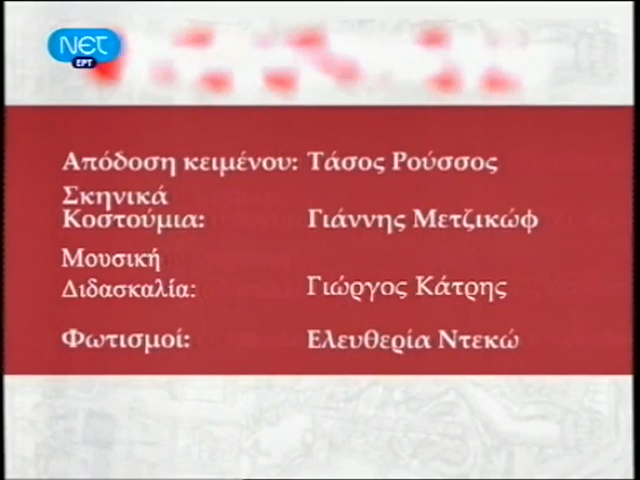 NET
ΕΡΤ
Απόδοση κειμένου: Τάσος Ρούσσος
Σκηνικά
Κοστούμια: Γιάννης Μετζικώφ
Μουσική
Διδασκαλία: Γιώργος Κάτρης
Φωτισμοί: Ελευθερία Ντεκώ